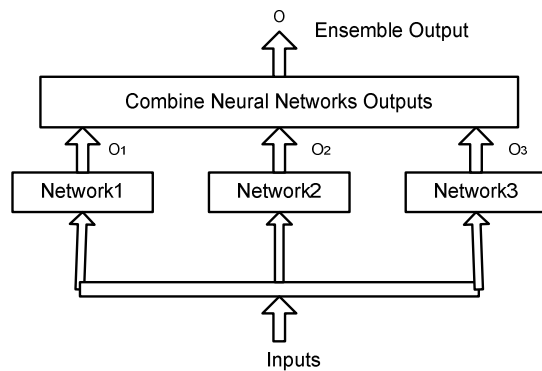 O
Ensemble Output
Combine Neural Networks Outputs
O1
O2
O3
Network1
Network2
Network3
Inputs